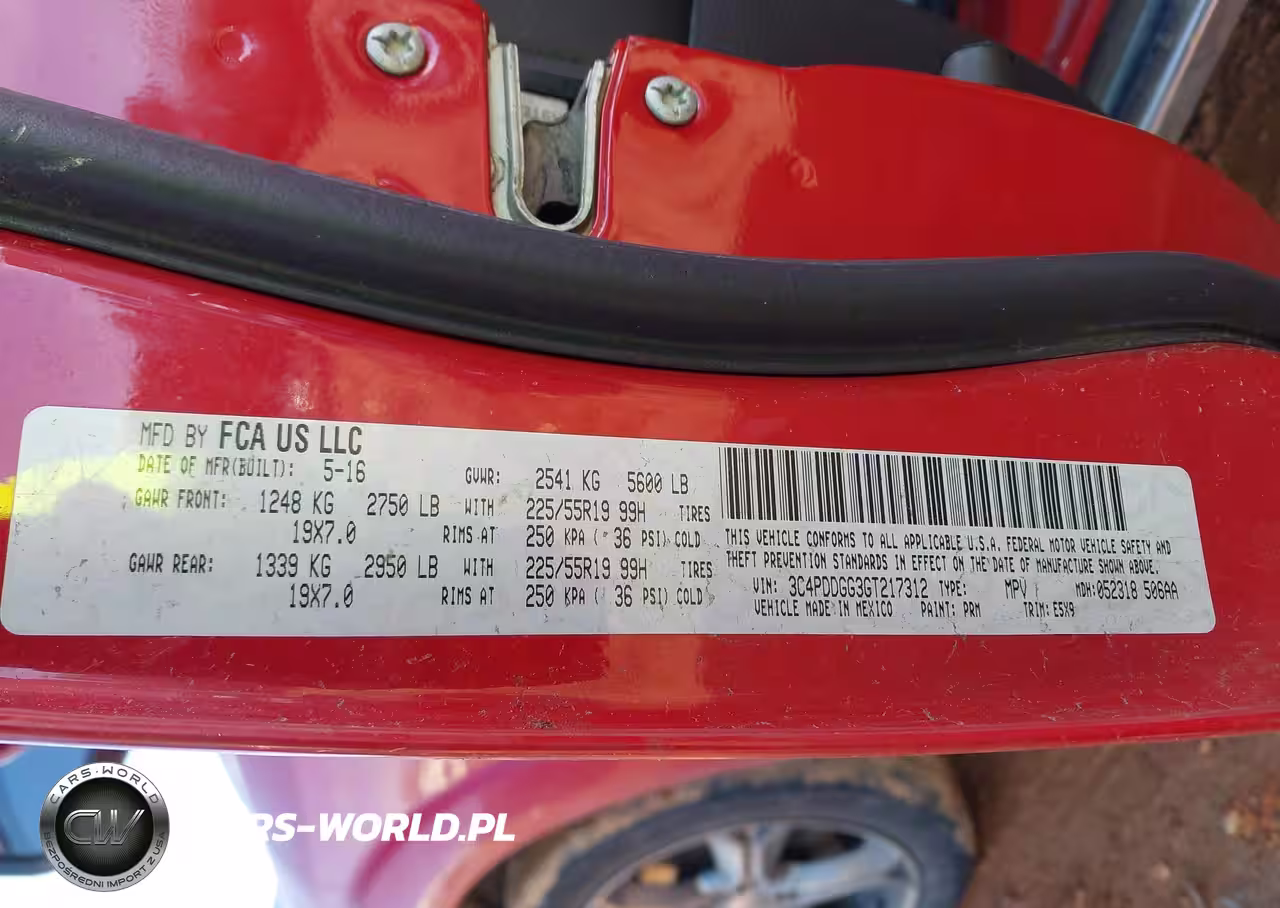 MFD BY FCA US LLC
DATE OF MFR(BUILT): 5-16 GVWR: 2541 KG 5600 LB
GAWR FRONT: 1248 KG 2750 LB WITH 225/55R19 99H TIRES
19X7.0 RIMS AT 250 KPA ( 36 PSI) COLD
GAWR REAR: 1339 KG 2950 LB WITH 225/55R19 99H TIRES
19X7.0 RIMS AT 250 KPA ( 36 PSI) COLD
THIS VEHICLE CONFORMS TO ALL APPLICABLE U.S.A. FEDERAL MOTOR VEHICLE SAFETY AND
THEFT PREVENTION STANDARDS IN EFFECT ON THE DATE OF MANUFACTURE SHOWN ABOVE.
VIN: 3C4PDDGG3GT217312 TYPE: MPV MDH:052318 506AA
VEHICLE MADE IN MEXICO PAINT: PRM TRIM: E5X9
CARS-WORLD
CW
BEZPOŚREDNI IMPORT Z USA
RS-WORLD.PL